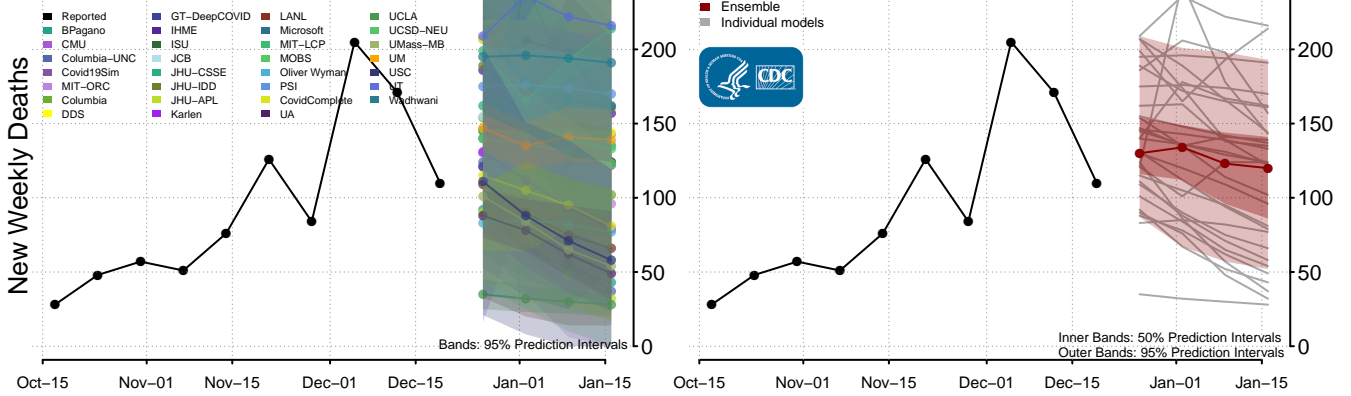 New Weekly Deaths
Reported
BPagano
CMU
Columbia−UNC
Covid19Sim
MIT−ORC
Columbia
DDS
GT−DeepCOVID
IHME
ISU
JCB
JHU−CSSE
JHU−IDD
JHU−APL
Karlen
LANL
Microsoft
MIT−LCP
MOBS
Oliver Wyman
PSI
CovidComplete
UA
UCLA
UCSD−NEU
UMass−MB
UM
USC
UT
Wadhwani
200
150
100
50
0
Bands: 95% Prediction Intervals
Oct−15 Nov−01 Nov−15 Dec−01 Dec−15 Jan−01 Jan−15
Ensemble
Individual models
CDC
200
150
100
50
0
Inner Bands: 50% Prediction Intervals
Outer Bands: 95% Prediction Intervals
Oct−15 Nov−01 Nov−15 Dec−01 Dec−15 Jan−01 Jan−15